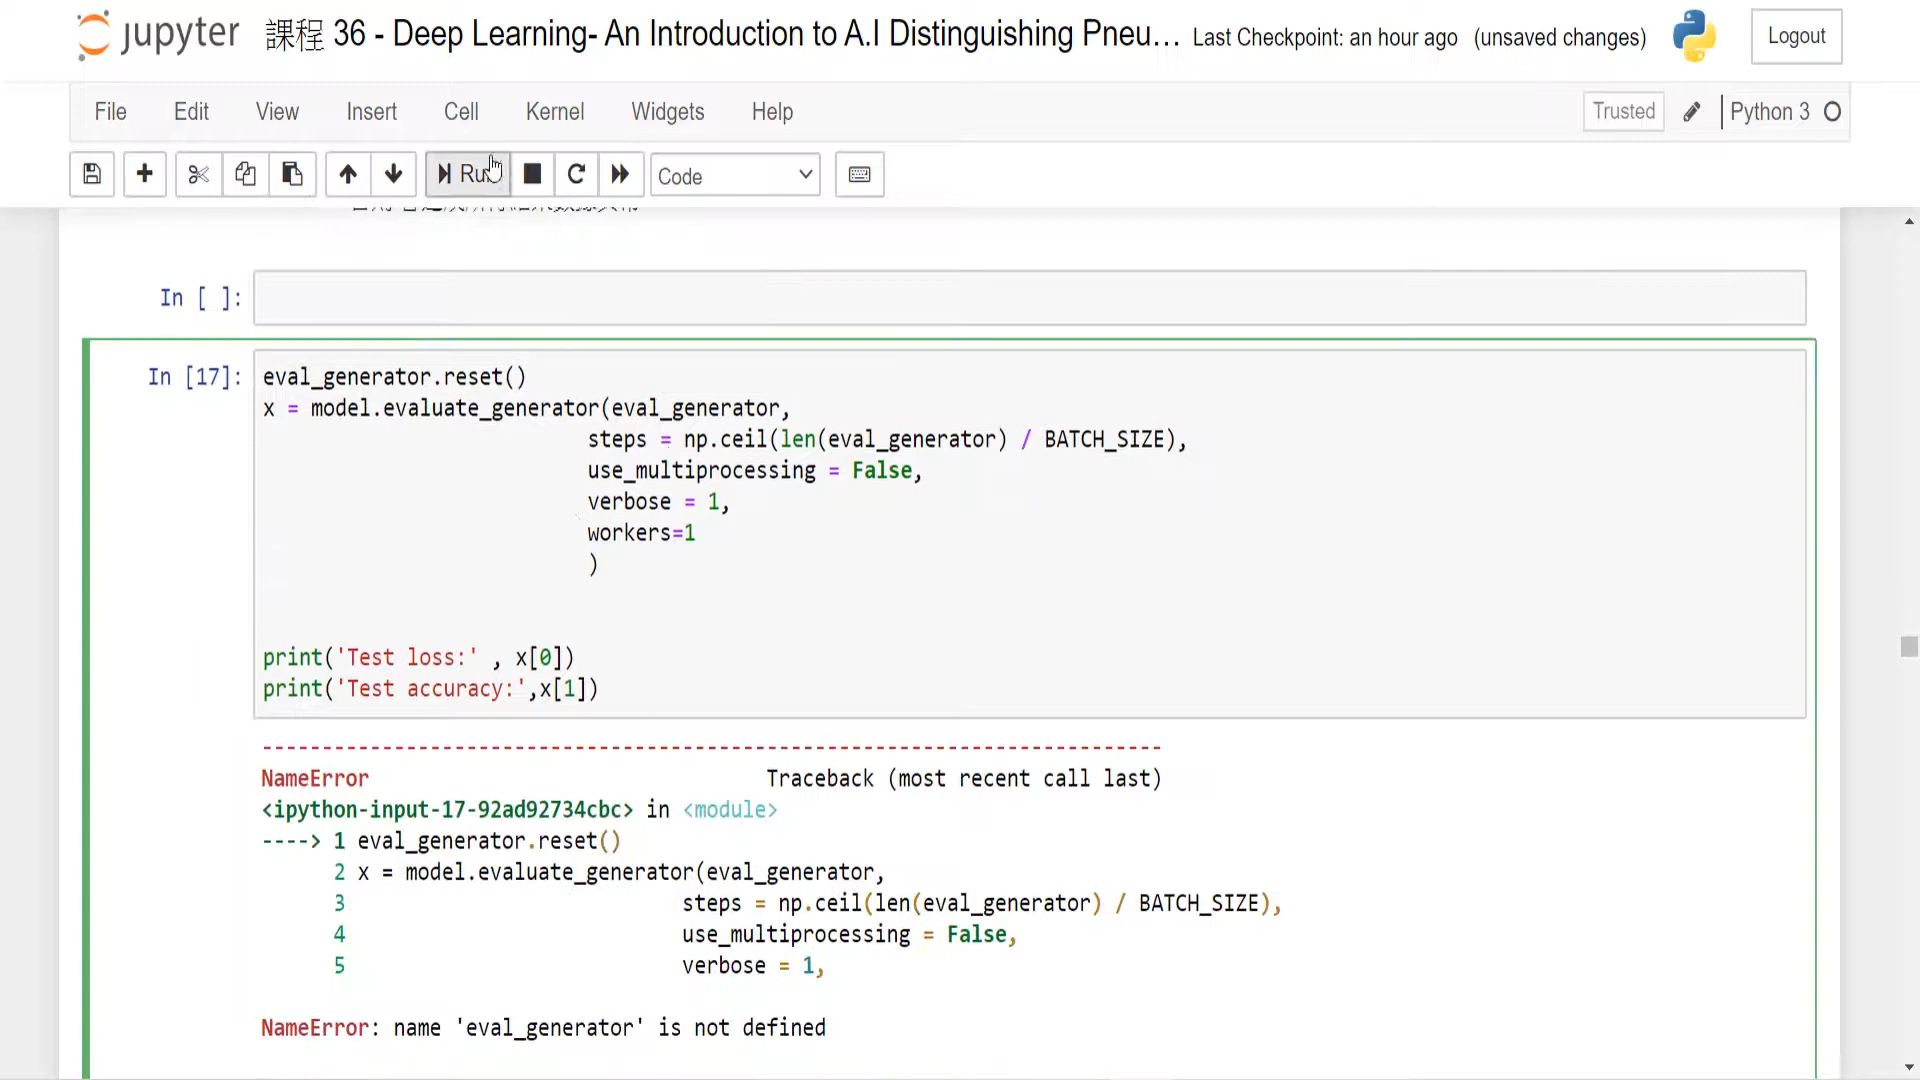 jupyter 課程 36 - Deep Learning- An Introduction to A.I Distinguishing Pneu… Last Checkpoint: an hour ago (unsaved changes) Logout
File Edit View Insert Cell Kernel Widgets Help Trusted Python 3
Run Code
In [ ]:
In [17]: eval_generator.reset()
x = model.evaluate_generator(eval_generator,
steps = np.ceil(len(eval_generator) / BATCH_SIZE),
use_multiprocessing = False,
verbose = 1,
workers=1
)
print('Test loss:' , x[0])
print('Test accuracy:',x[1])
---------------------------------------------------------------------------
NameError Traceback (most recent call last)
<ipython-input-17-92ad92734cbc> in <module>
----> 1 eval_generator.reset()
2 x = model.evaluate_generator(eval_generator,
3 steps = np.ceil(len(eval_generator) / BATCH_SIZE),
4 use_multiprocessing = False,
5 verbose = 1,
NameError: name 'eval_generator' is not defined